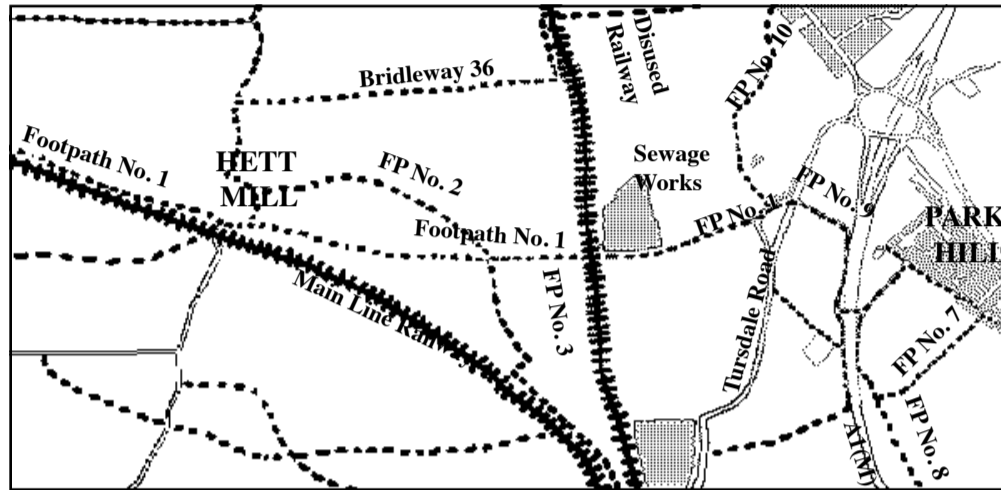 Disused
Railway
FP No. 10
Bridleway 36
Footpath No. 1
HETT
MILL
FP No. 2
Sewage
Works
FP No. 1
FP No. 9
PARK
HILL
Footpath No. 1
FP No. 3
Main Line Railway
Tursdale Road
FP No. 7
A1(M)
FP No. 8